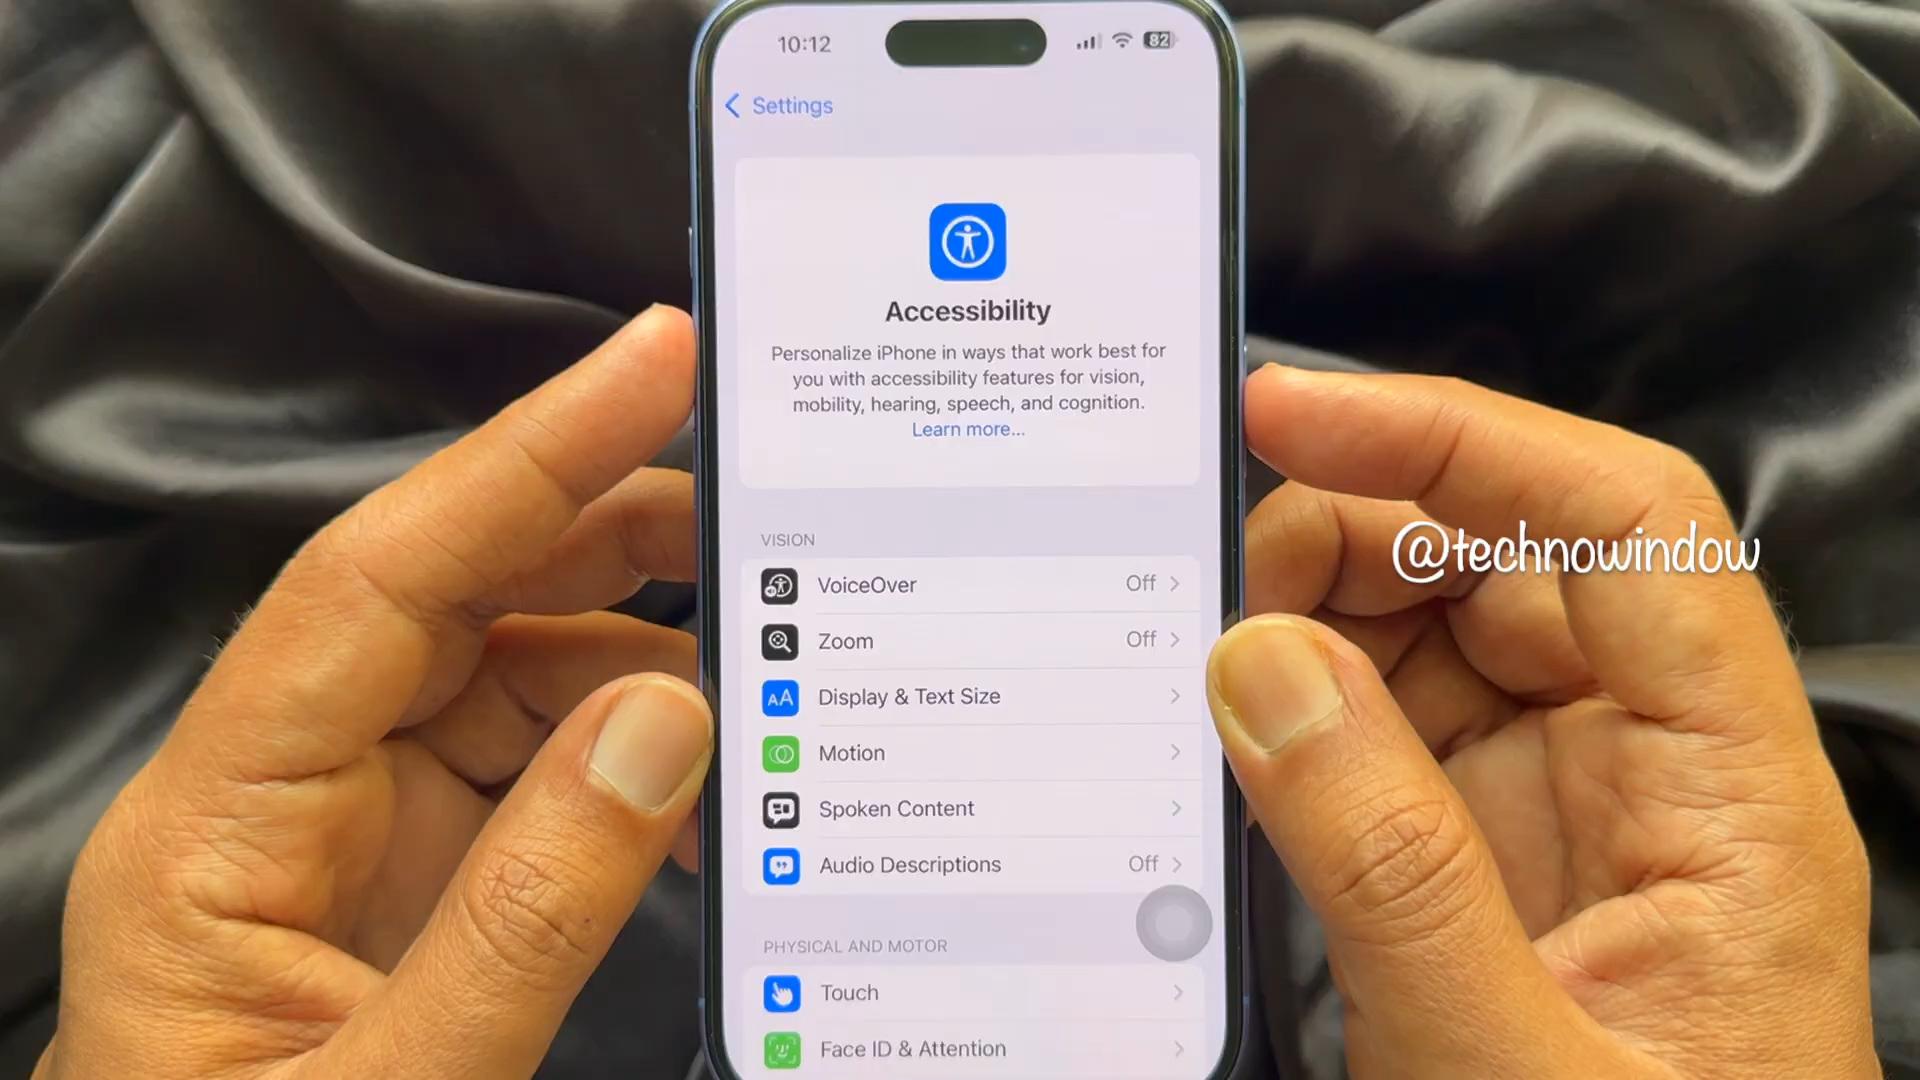 10:12
82
Settings
Accessibility
Personalize iPhone in ways that work best for
you with accessibility features for vision,
mobility, hearing, speech, and cognition.
Learn more...
VISION
VoiceOver Off
Zoom Off
AA Display & Text Size
Motion
Spoken Content
Audio Descriptions Off
PHYSICAL AND MOTOR
Touch
Face ID & Attention
@technowindow